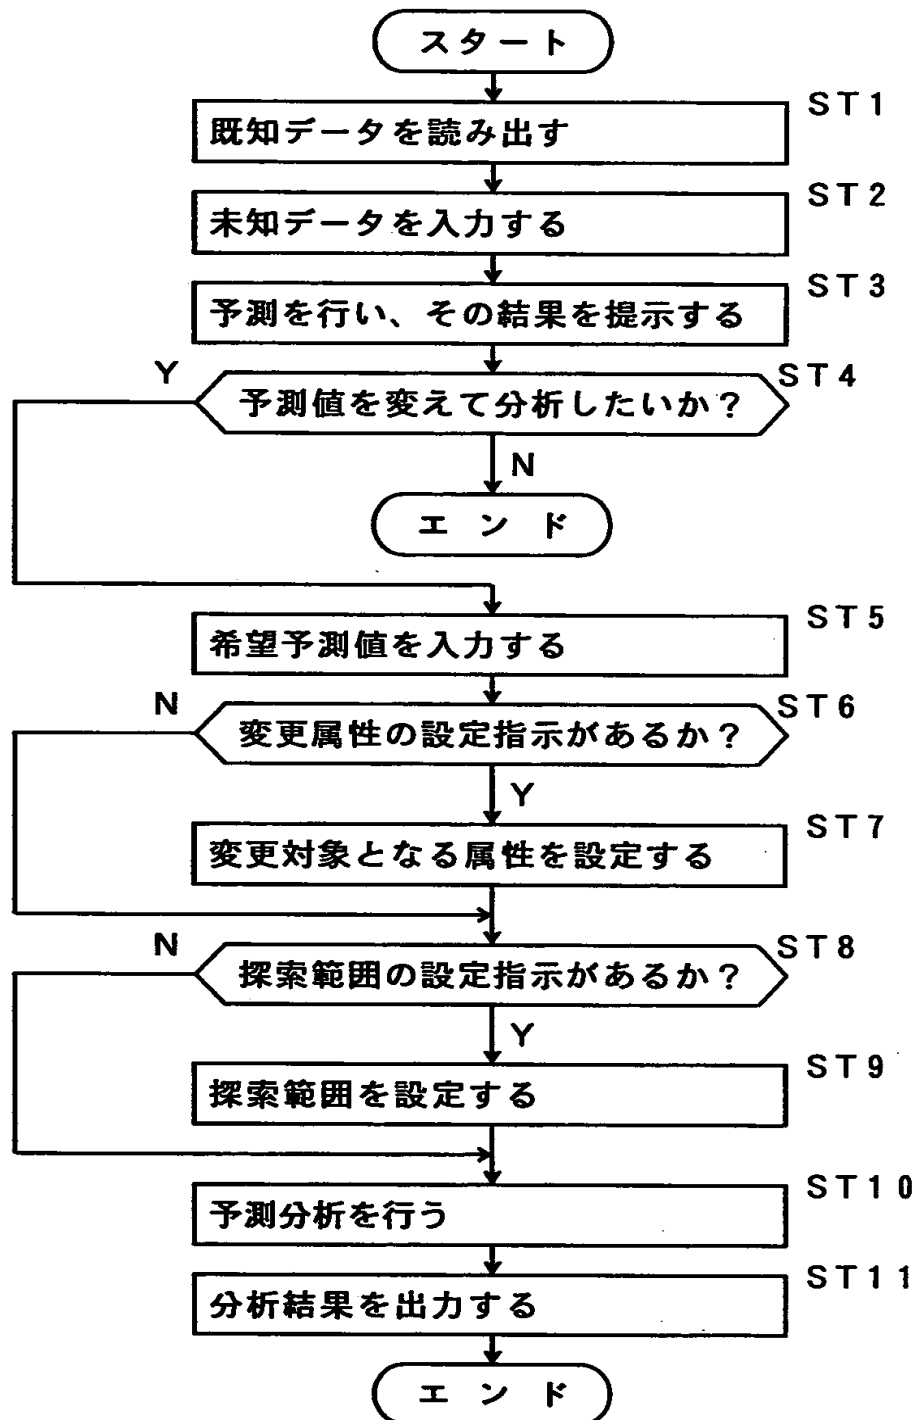 スタート
ST1
既知データを読み出す
ST2
未知データを入力する
ST3
予測を行い、その結果を提示する
Y
ST4
予測値を変えて分析したいか？
N
エンド
ST5
希望予測値を入力する
N
ST6
変更属性の設定指示があるか？
Y
ST7
変更対象となる属性を設定する
N
ST8
探索範囲の設定指示があるか？
Y
ST9
探索範囲を設定する
ST10
予測分析を行う
ST11
分析結果を出力する
エンド